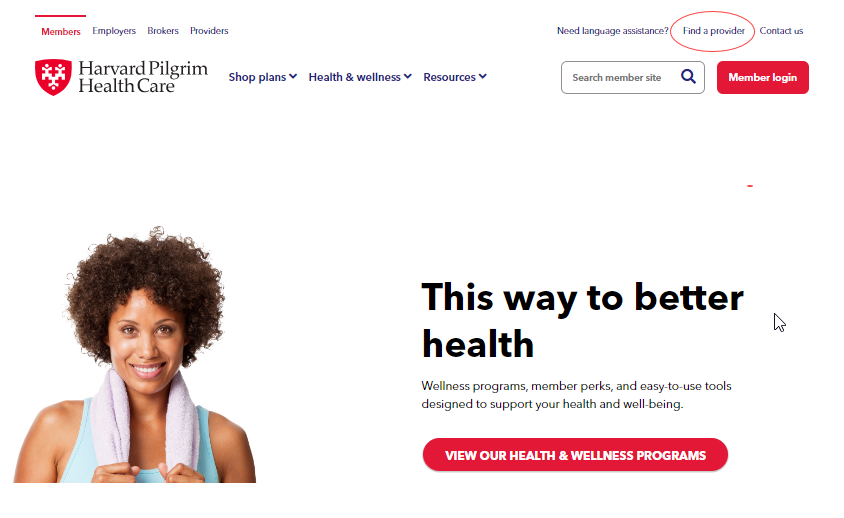 Members Employers Brokers Providers Need language assistance? Find a provider Contact us
Harvard Pilgrim
Health Care
Shop plans Health & wellness Resources Search member site Member login
This way to better
health
Wellness programs, member perks, and easy-to-use tools
designed to support your health and well-being.
VIEW OUR HEALTH & WELLNESS PROGRAMS